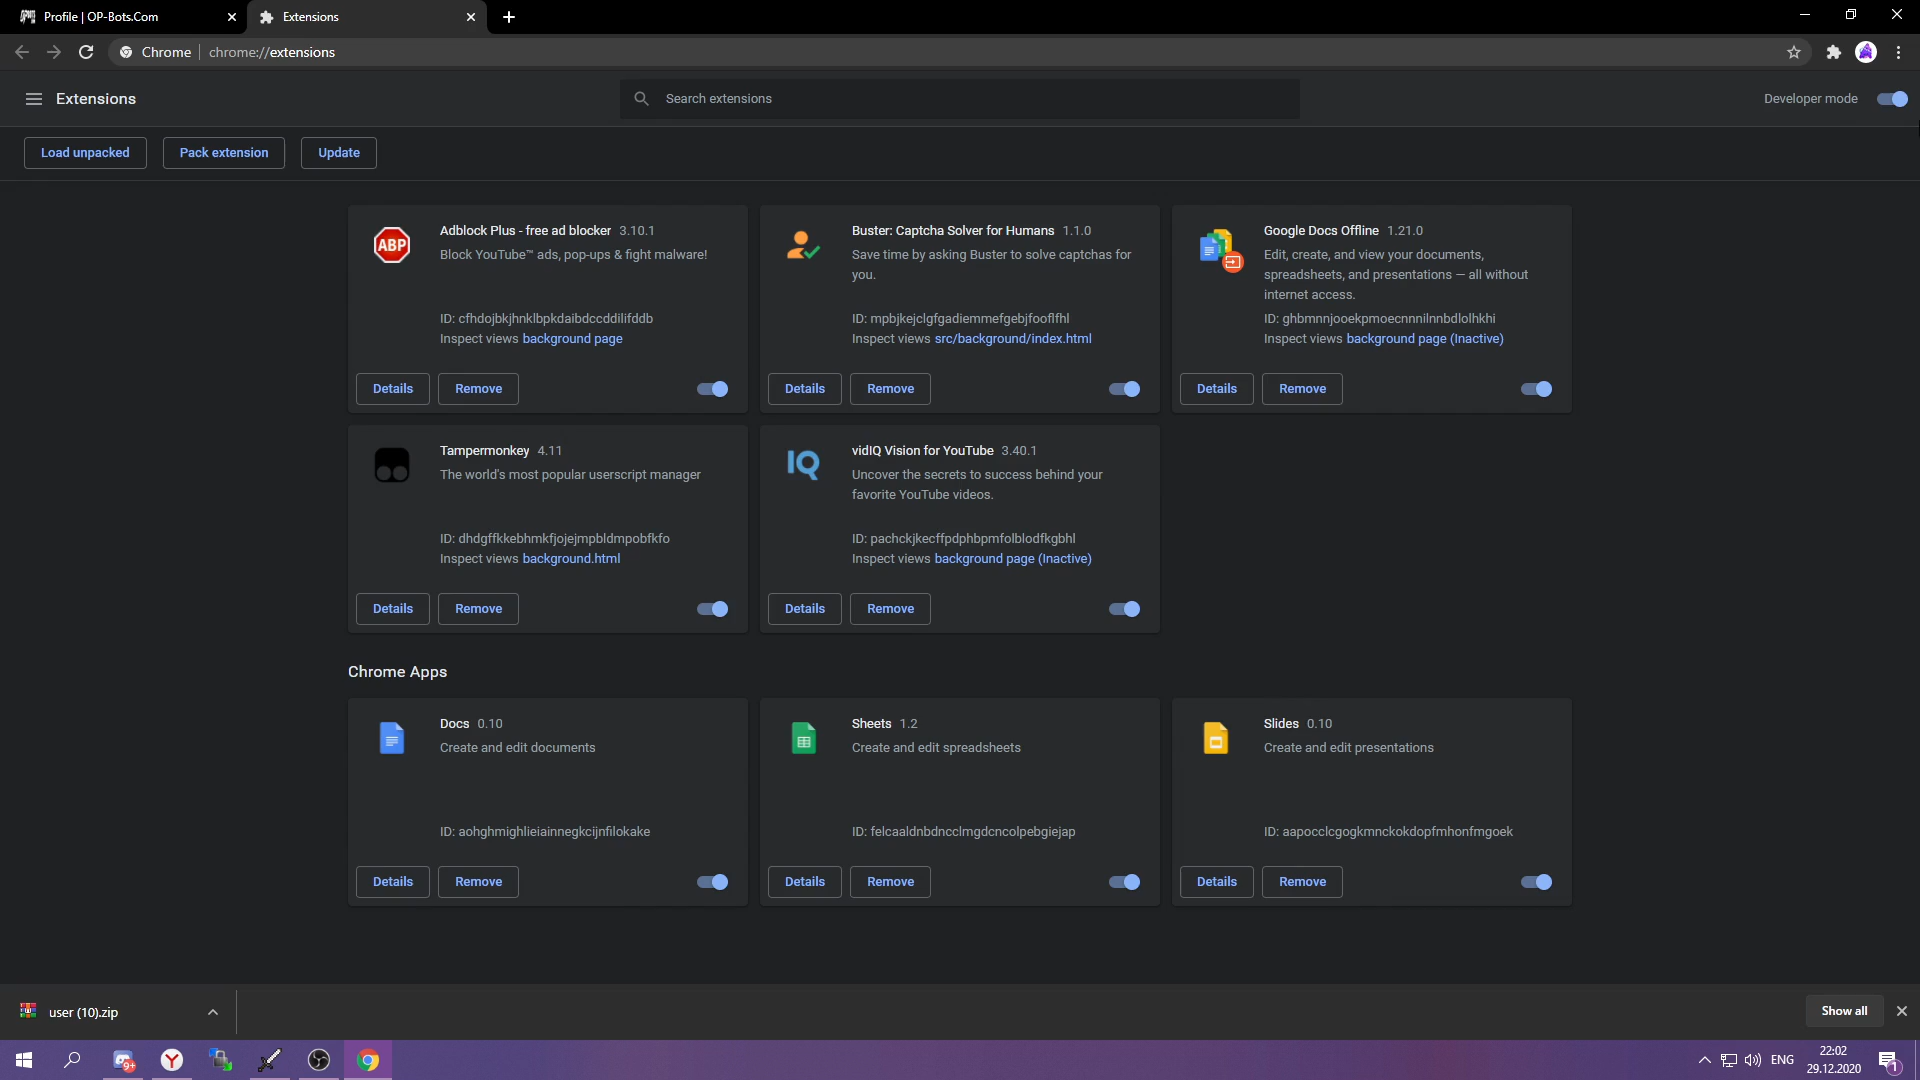 Profile | OP-Bots.Com
Extensions
Chrome
chrome://extensions
Extensions
Search extensions
Developer mode
Load unpacked
Pack extension
Update
ABP
Adblock Plus - free ad blocker 3.10.1
Block YouTube™ ads, pop-ups & fight malware!
ID: cfhdojbkjhnklbpkdaibdccddilifddb
Inspect views background page
Details
Remove
Buster: Captcha Solver for Humans 1.1.0
Save time by asking Buster to solve captchas for
you.
ID: mpbjkejclgfgadiemmefgebjfooflfhl
Inspect views src/background/index.html
Details
Remove
Google Docs Offline 1.21.0
Edit, create, and view your documents,
spreadsheets, and presentations — all without
internet access.
ID: ghbmnnjooekpmoecnnnilnnbdlolhkhi
Inspect views background page (Inactive)
Details
Remove
Tampermonkey 4.11
The world's most popular userscript manager
ID: dhdgffkkebhmkfjojejmpbldmpobfkfo
Inspect views background.html
Details
Remove
IQ
vidIQ Vision for YouTube 3.40.1
Uncover the secrets to success behind your
favorite YouTube videos.
ID: pachckjkecffpdphbpmfolblodfkgbhl
Inspect views background page (Inactive)
Details
Remove
Chrome Apps
Docs 0.10
Create and edit documents
ID: aohghmighlieiainnegkcijnfilokake
Details
Remove
Sheets 1.2
Create and edit spreadsheets
ID: felcaaldnbdncclmgdcncolpebgiejap
Details
Remove
Slides 0.10
Create and edit presentations
ID: aapocclcgogkmnckokdopfmhonfmgoek
Details
Remove
user (10).zip
Show all
9+
ENG
22:02
29.12.2020
1